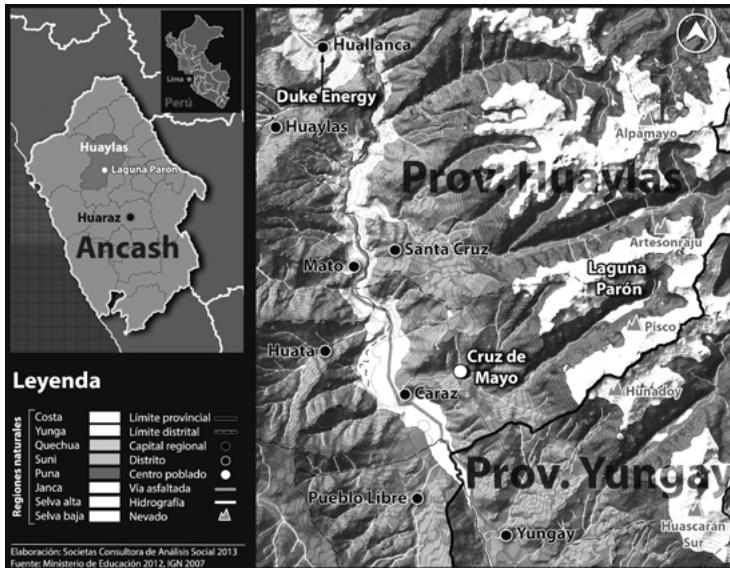 Lima
Perú
Huaylas
Laguna Parón
Huaraz
Ancash
Huallanca
Duke Energy
Huaylas
Alpamayo
Prov. Huaylas
Artesonraju
Santa Cruz
Laguna
Parón
Mato
Pisco
Huata
Cruz de
Mayo
Hunadoy
Caraz
Prov. Yungay
Pueblo Libre
Huascarán
Sur
Yungay
Leyenda
Regiones naturales
Costa
Yunga
Quechua
Suni
Puna
Janca
Selva alta
Selva baja
Límite provincial
Límite distrital
Capital regional
Distrito
Centro poblado
Vía asfaltada
Hidrografía
Nevado
Elaboración: Societas Consultora de Análisis Social 2013
Fuente: Ministerio de Educación 2012, IGN 2007